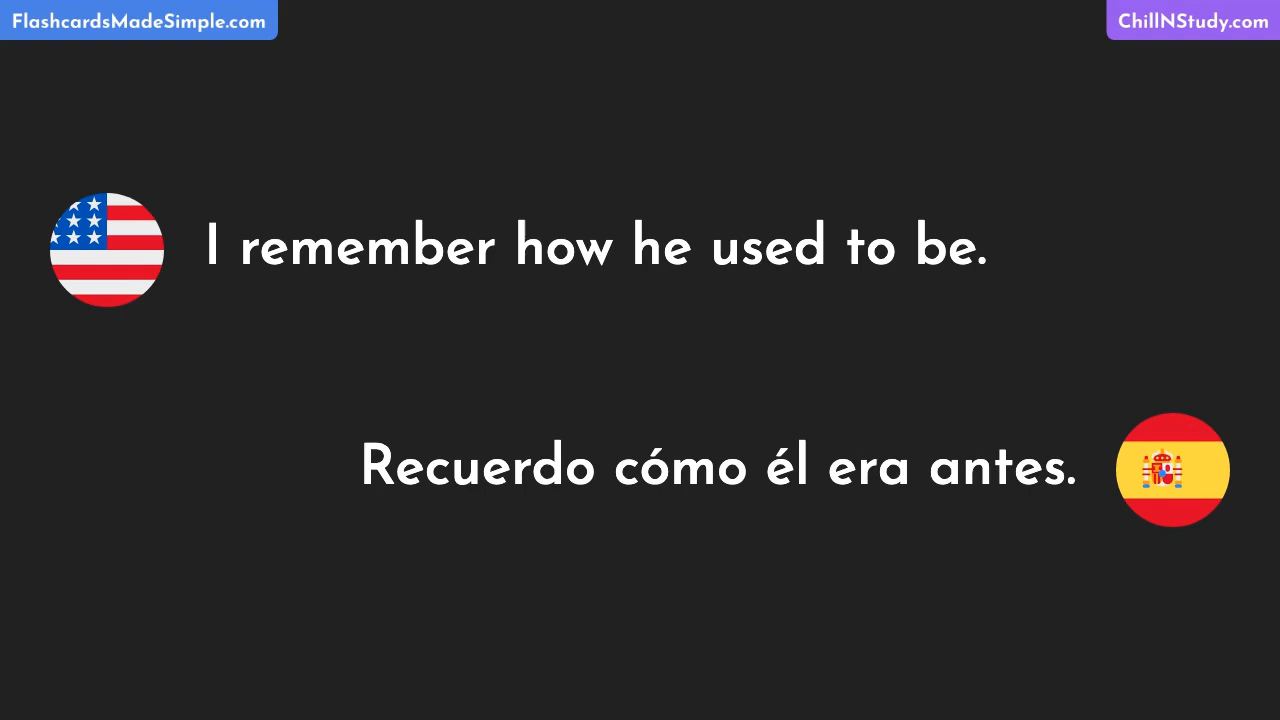 FlashcardsMadeSimple.com
ChillNStudy.com
I remember how he used to be.
Recuerdo cómo él era antes.